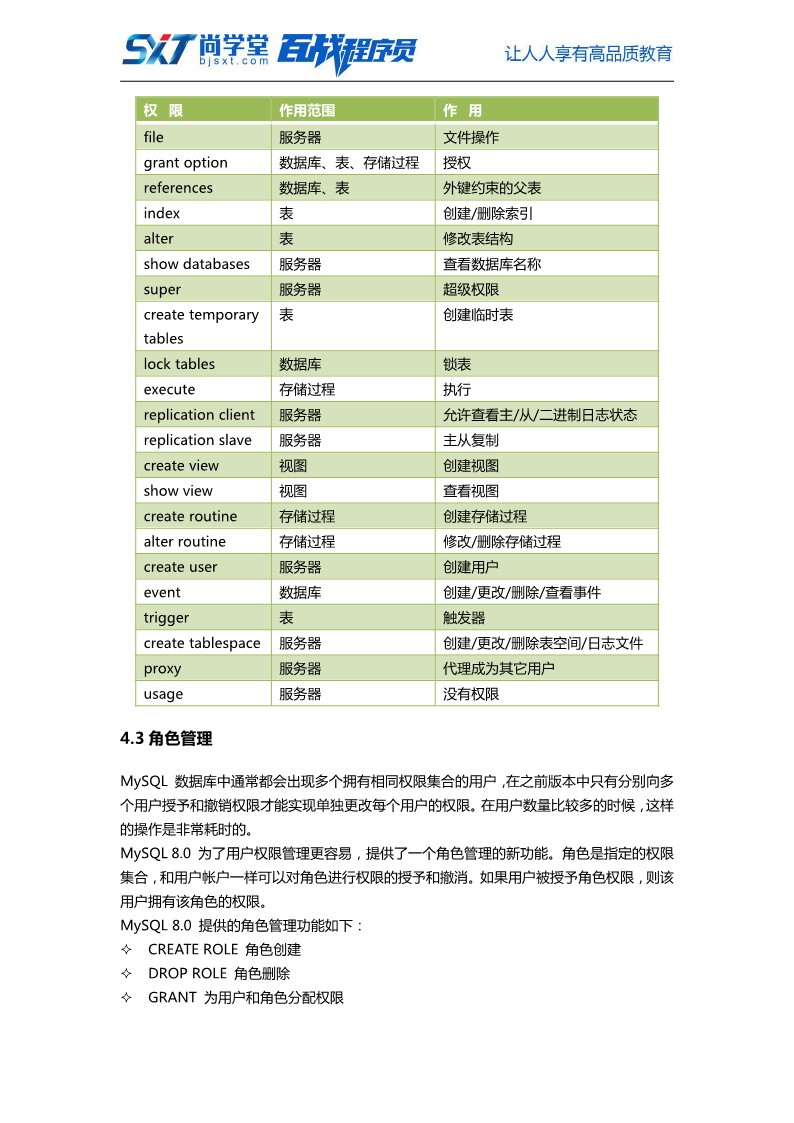 SXT 尚学堂 百战程序员 让人人享有高品质教育
bjsxt.com
权 限 作用范围 作 用
file 服务器 文件操作
grant option 数据库、表、存储过程 授权
references 数据库、表 外键约束的父表
index 表 创建/删除索引
alter 表 修改表结构
show databases 服务器 查看数据库名称
super 服务器 超级权限
create temporary 表 创建临时表
tables
lock tables 数据库 锁表
execute 存储过程 执行
replication client 服务器 允许查看主/从/二进制日志状态
replication slave 服务器 主从复制
create view 视图 创建视图
show view 视图 查看视图
create routine 存储过程 创建存储过程
alter routine 存储过程 修改/删除存储过程
create user 服务器 创建用户
event 数据库 创建/更改/删除/查看事件
trigger 表 触发器
create tablespace 服务器 创建/更改/删除表空间/日志文件
proxy 服务器 代理成为其它用户
usage 服务器 没有权限
4.3 角色管理
MySQL 数据库中通常都会出现多个拥有相同权限集合的用户，在之前版本中只有分别向多
个用户授予和撤销权限才能实现单独更改每个用户的权限。在用户数量比较多的时候，这样
的操作是非常耗时的。
MySQL 8.0 为了用户权限管理更容易，提供了一个角色管理的新功能。角色是指定的权限
集合，和用户帐户一样可以对角色进行权限的授予和撤消。如果用户被授予角色权限，则该
用户拥有该角色的权限。
MySQL 8.0 提供的角色管理功能如下：
✧ CREATE ROLE 角色创建
✧ DROP ROLE 角色删除
✧ GRANT 为用户和角色分配权限